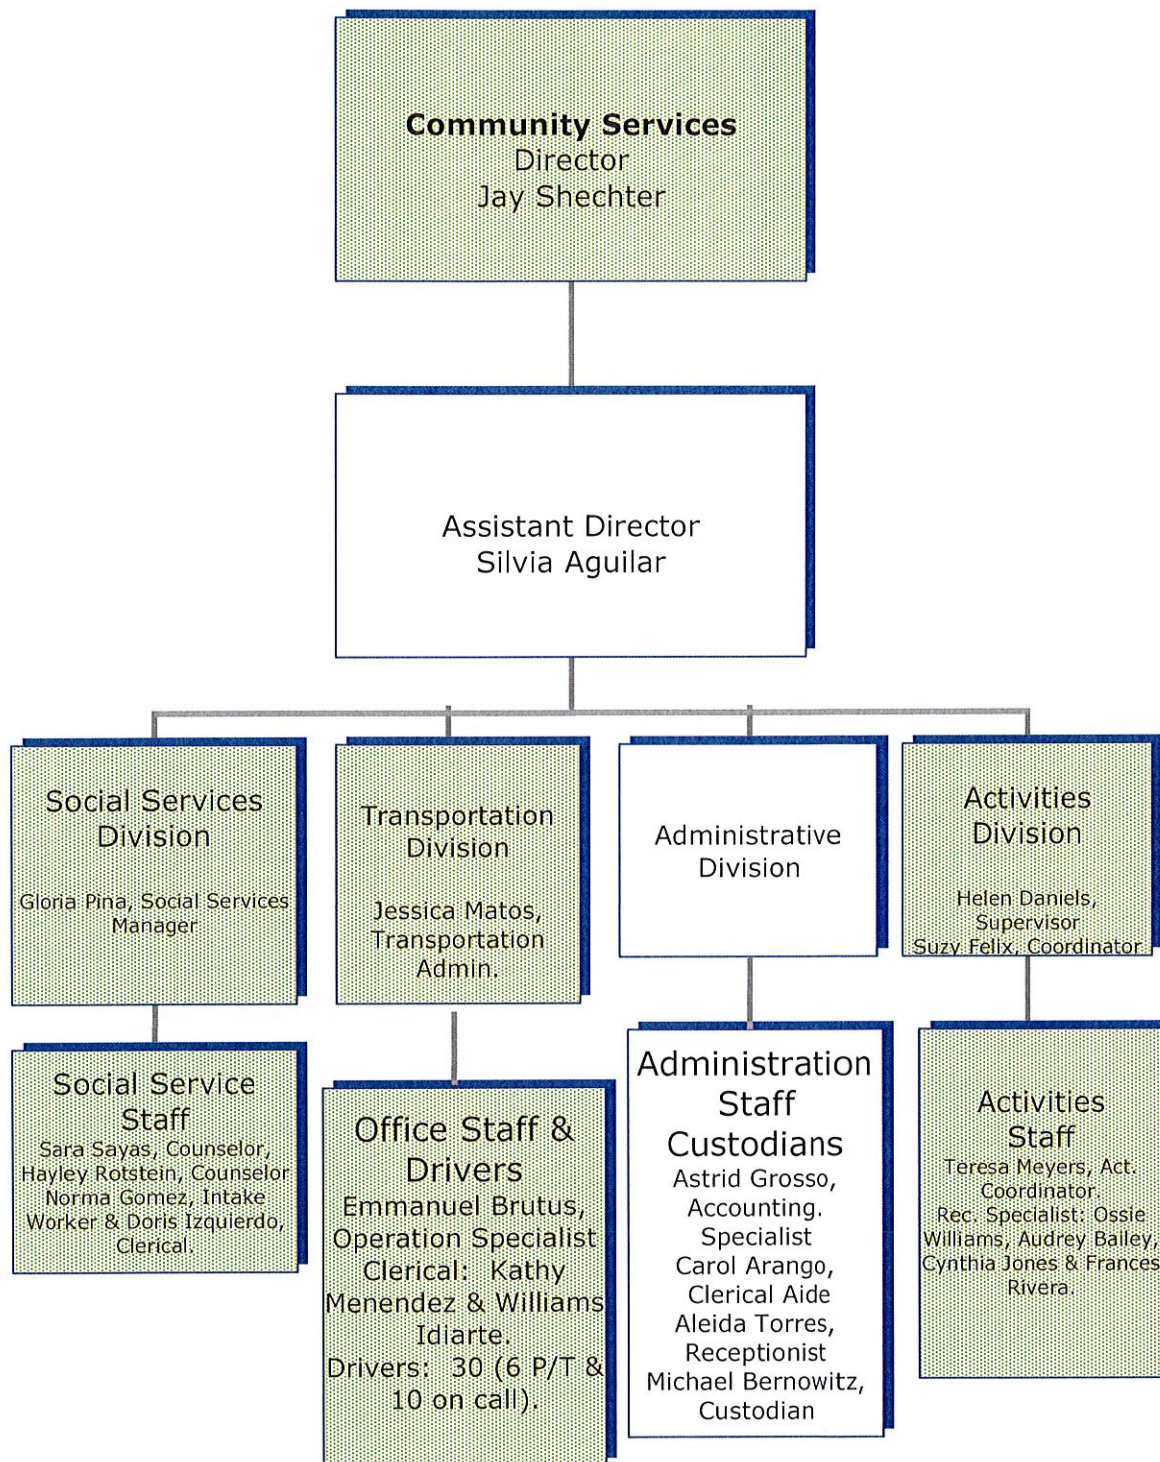 Community Services
Director
Jay Shechter
Assistant Director
Silvia Aguilar
Social Services
Division
Gloria Pina, Social Services
Manager
Transportation
Division
Jessica Matos,
Transportation
Admin.
Administrative
Division
Activities
Division
Helen Daniels,
Supervisor
Suzy Felix, Coordinator
Social Service
Staff
Sara Sayas, Counselor,
Hayley Rotstein, Counselor
Norma Gomez, Intake
Worker & Doris Izquierdo,
Clerical.
Office Staff &
Drivers
Emmanuel Brutus,
Operation Specialist
Clerical: Kathy
Menendez & Williams
Idiarte.
Drivers: 30 (6 P/T &
10 on call).
Administration
Staff
Custodians
Astrid Grosso,
Accounting.
Specialist
Carol Arango,
Clerical Aide
Aleida Torres,
Receptionist
Michael Bernowitz,
Custodian
Activities
Staff
Teresa Meyers, Act.
Coordinator.
Rec. Specialist: Ossie
Williams, Audrey Bailey,
Cynthia Jones & Frances
Rivera.